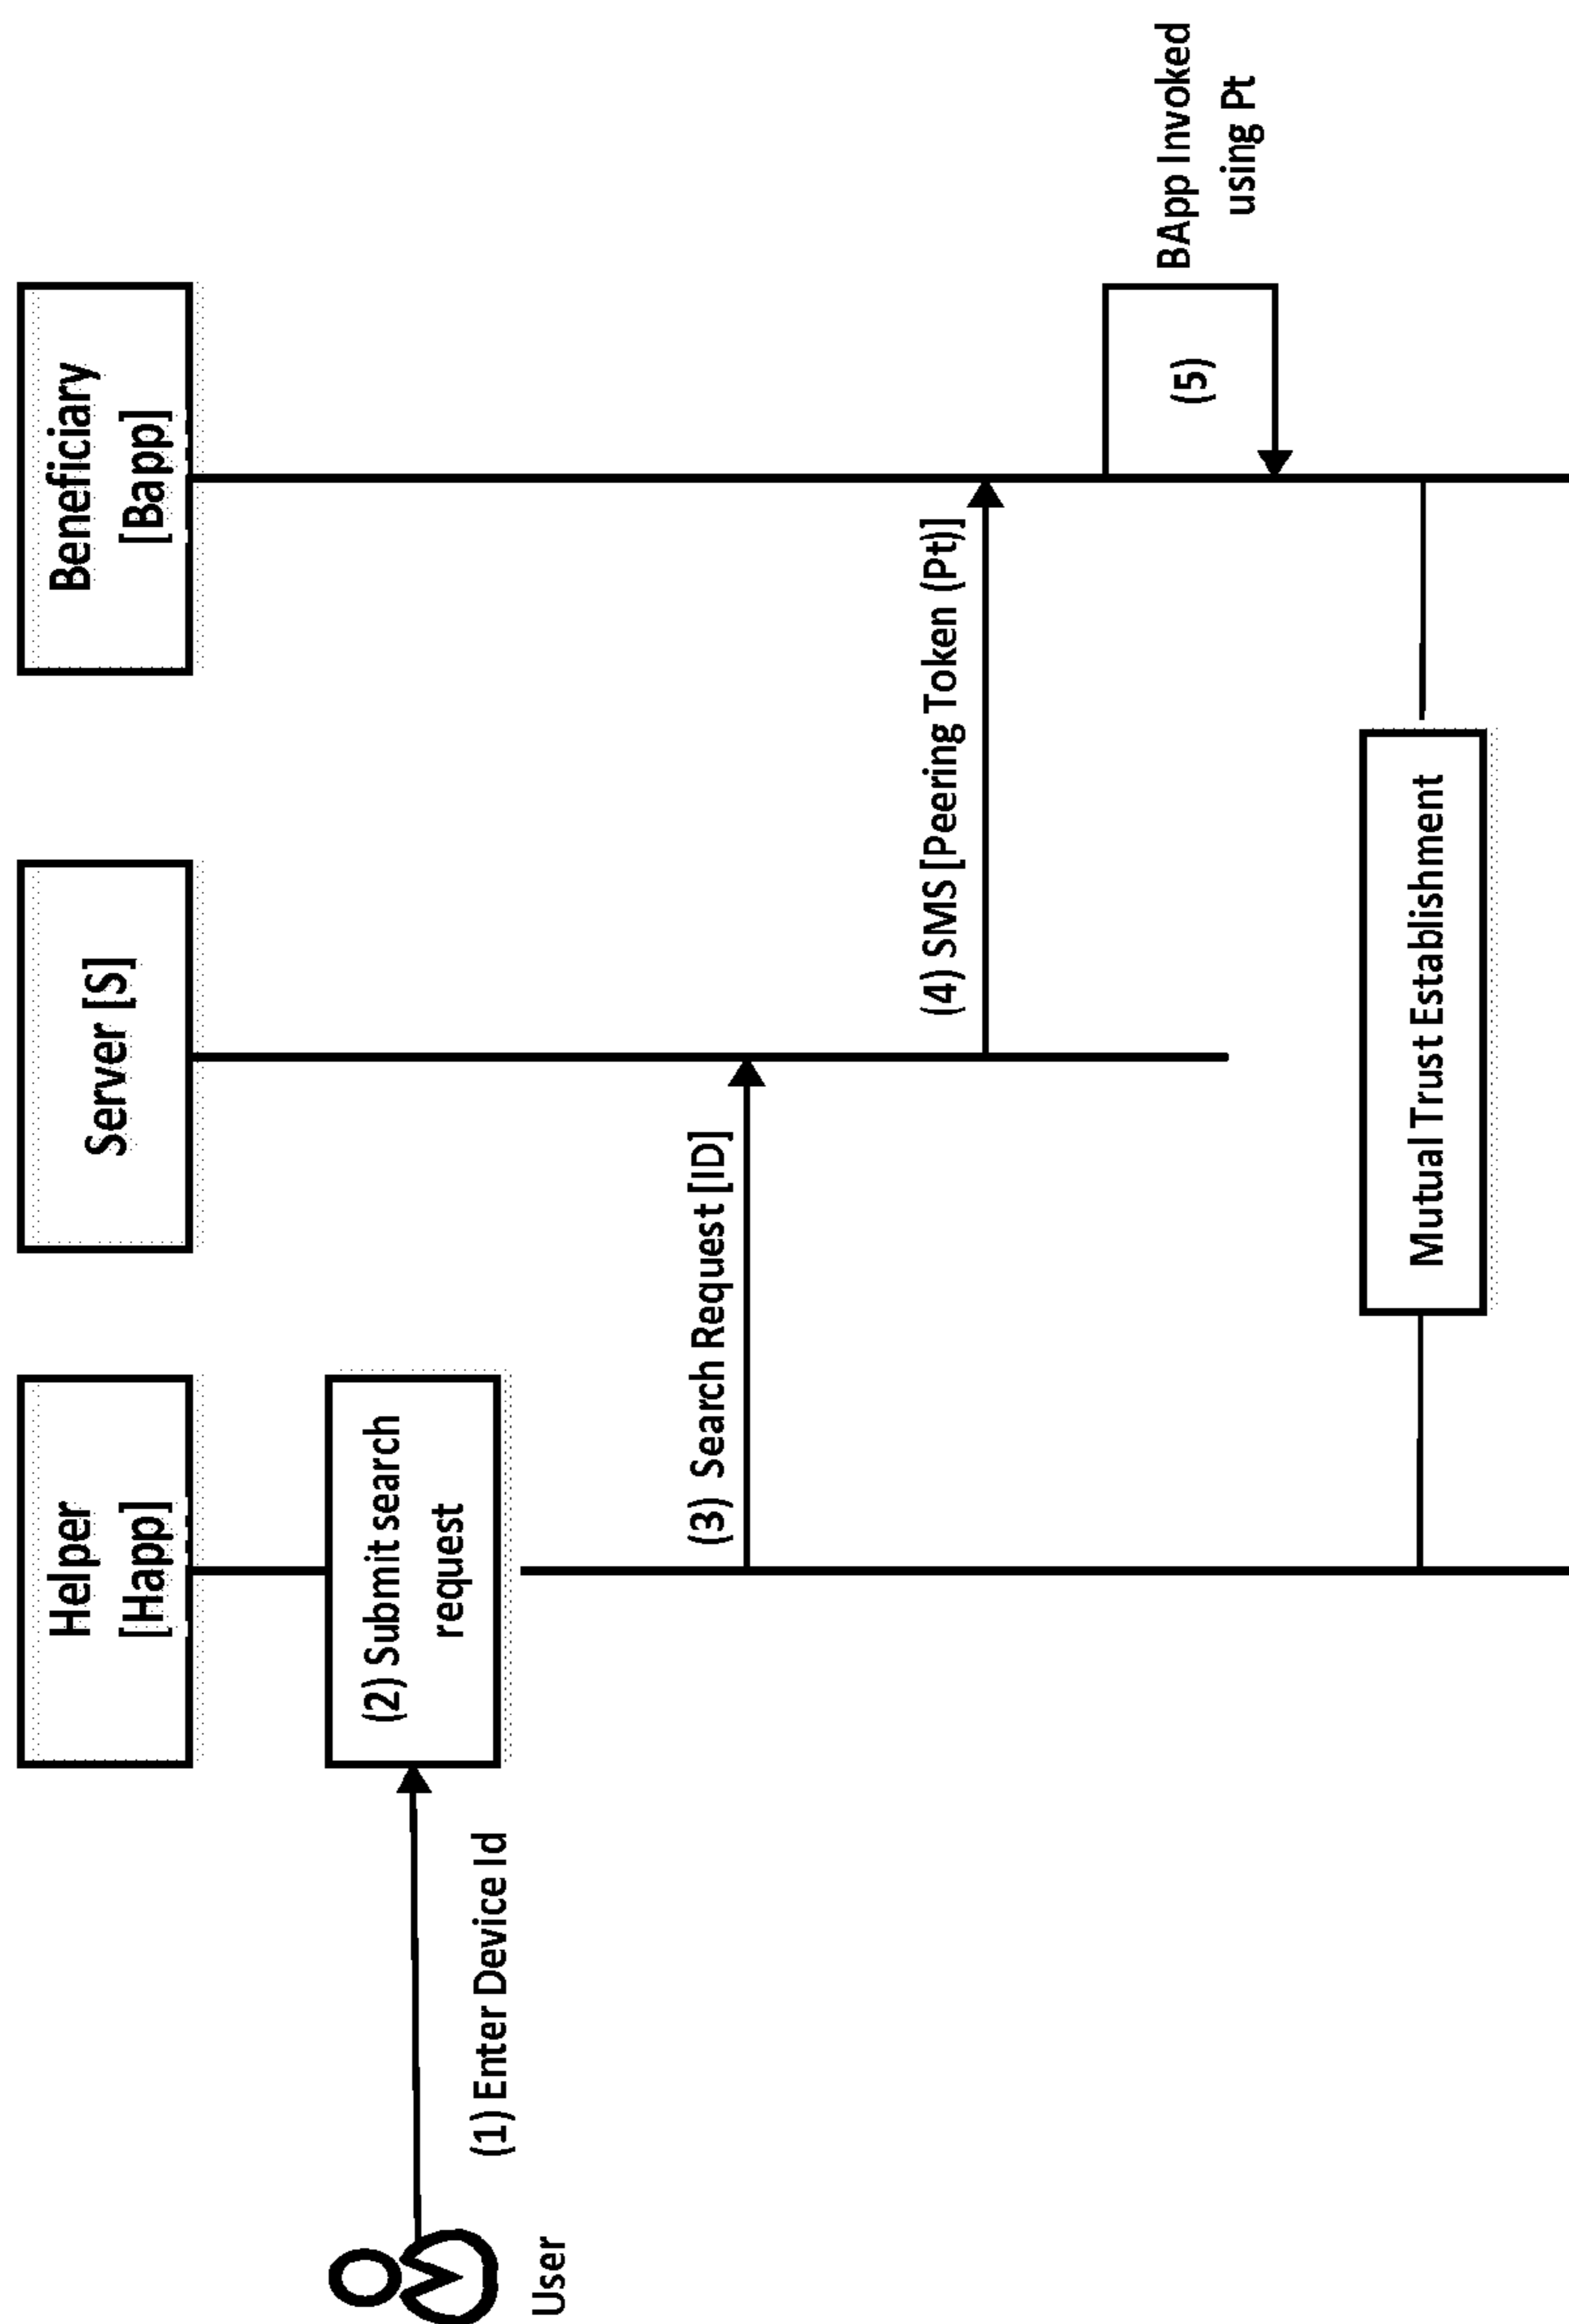 Helper
[Happ]
Server [S]
Beneficiary
[Bapp]
(2) Submit search
request
(1) Enter Device Id
User
(3) Search Request [ID]
(4) SMS [Peering Token (Pt)]
(5)
BApp Invoked
using Pt
Mutual Trust Establishment